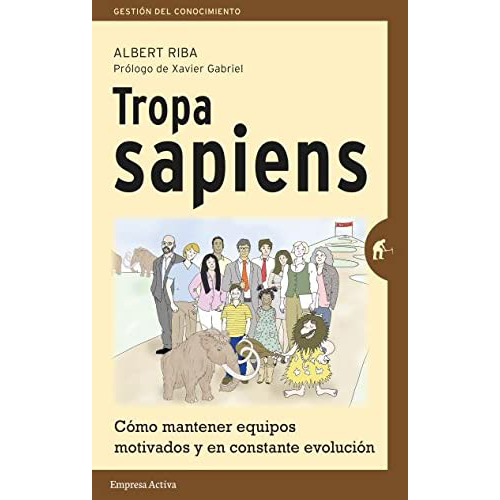 GESTIÓN DEL CONOCIMIENTO
ALBERT RIBA
Prólogo de Xavier Gabriel
Tropa
sapiens
Cómo mantener equipos
motivados y en constante evolución
Empresa Activa